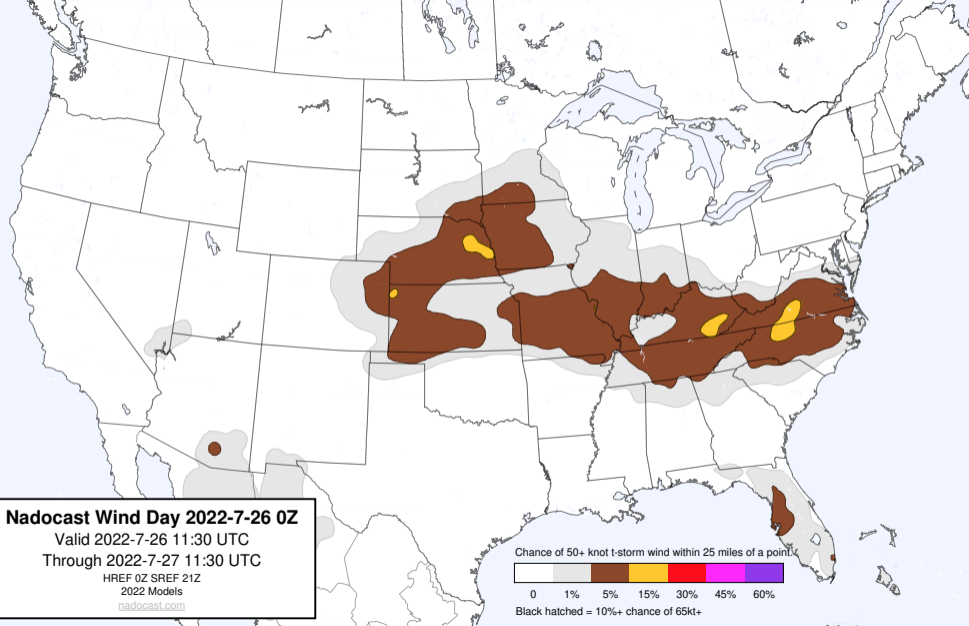 Nadocast Wind Day 2022-7-26 0Z
Valid 2022-7-26 11:30 UTC
Through 2022-7-27 11:30 UTC
HREF 0Z SREF 21Z
2022 Models
nadocast.com
Chance of 50+ knot t-storm wind within 25 miles of a point.
0 1% 5% 15% 30% 45% 60%
Black hatched = 10%+ chance of 65kt+